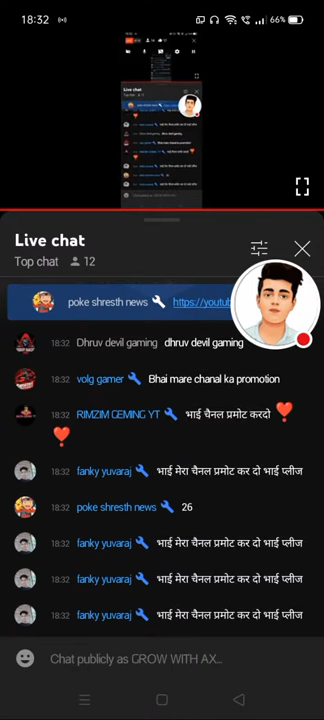 18:32
66%
Live chat
Top chat 12
poke shresth news https://youtub
18:32 Dhruv devil gaming dhruv devil gaming
18:32 volg gamer Bhai mare chanal ka promotion
18:32 RIMZIM GEMING YT भाई चैनल प्रमोट करदो ❣️
❣️
18:32 fanky yuvaraj भाई मेरा चैनल प्रमोट कर दो भाई प्लीज
18:32 poke shresth news 26
18:32 fanky yuvaraj भाई मेरा चैनल प्रमोट कर दो भाई प्लीज
18:32 fanky yuvaraj भाई मेरा चैनल प्रमोट कर दो भाई प्लीज
18:32 fanky yuvaraj भाई मेरा चैनल प्रमोट कर दो भाई प्लीज
Chat publicly as GROW WITH AX...